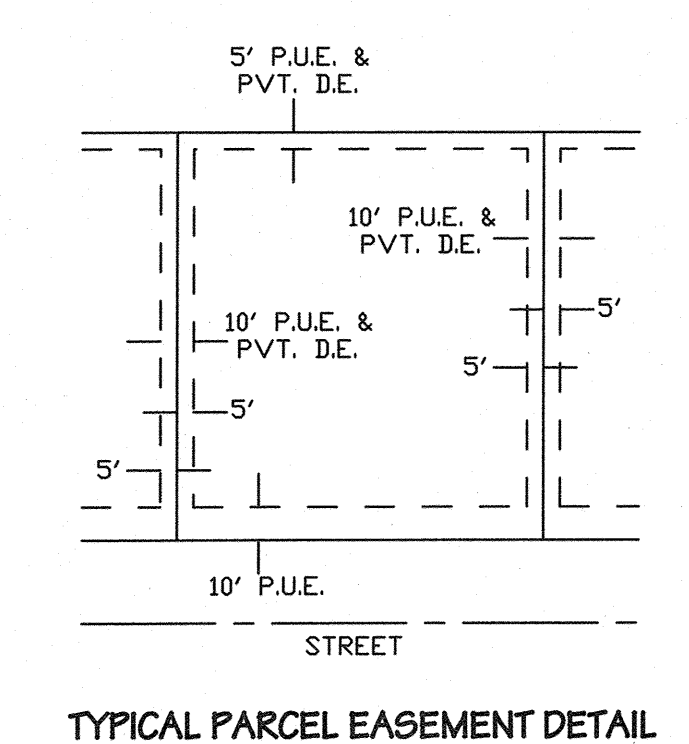 5' P.U.E. &
PVT. D.E.
10' P.U.E. &
PVT. D.E.
5'
10' P.U.E. &
PVT. D.E.
5'
5'
5'
10' P.U.E.
STREET
TYPICAL PARCEL EASEMENT DETAIL